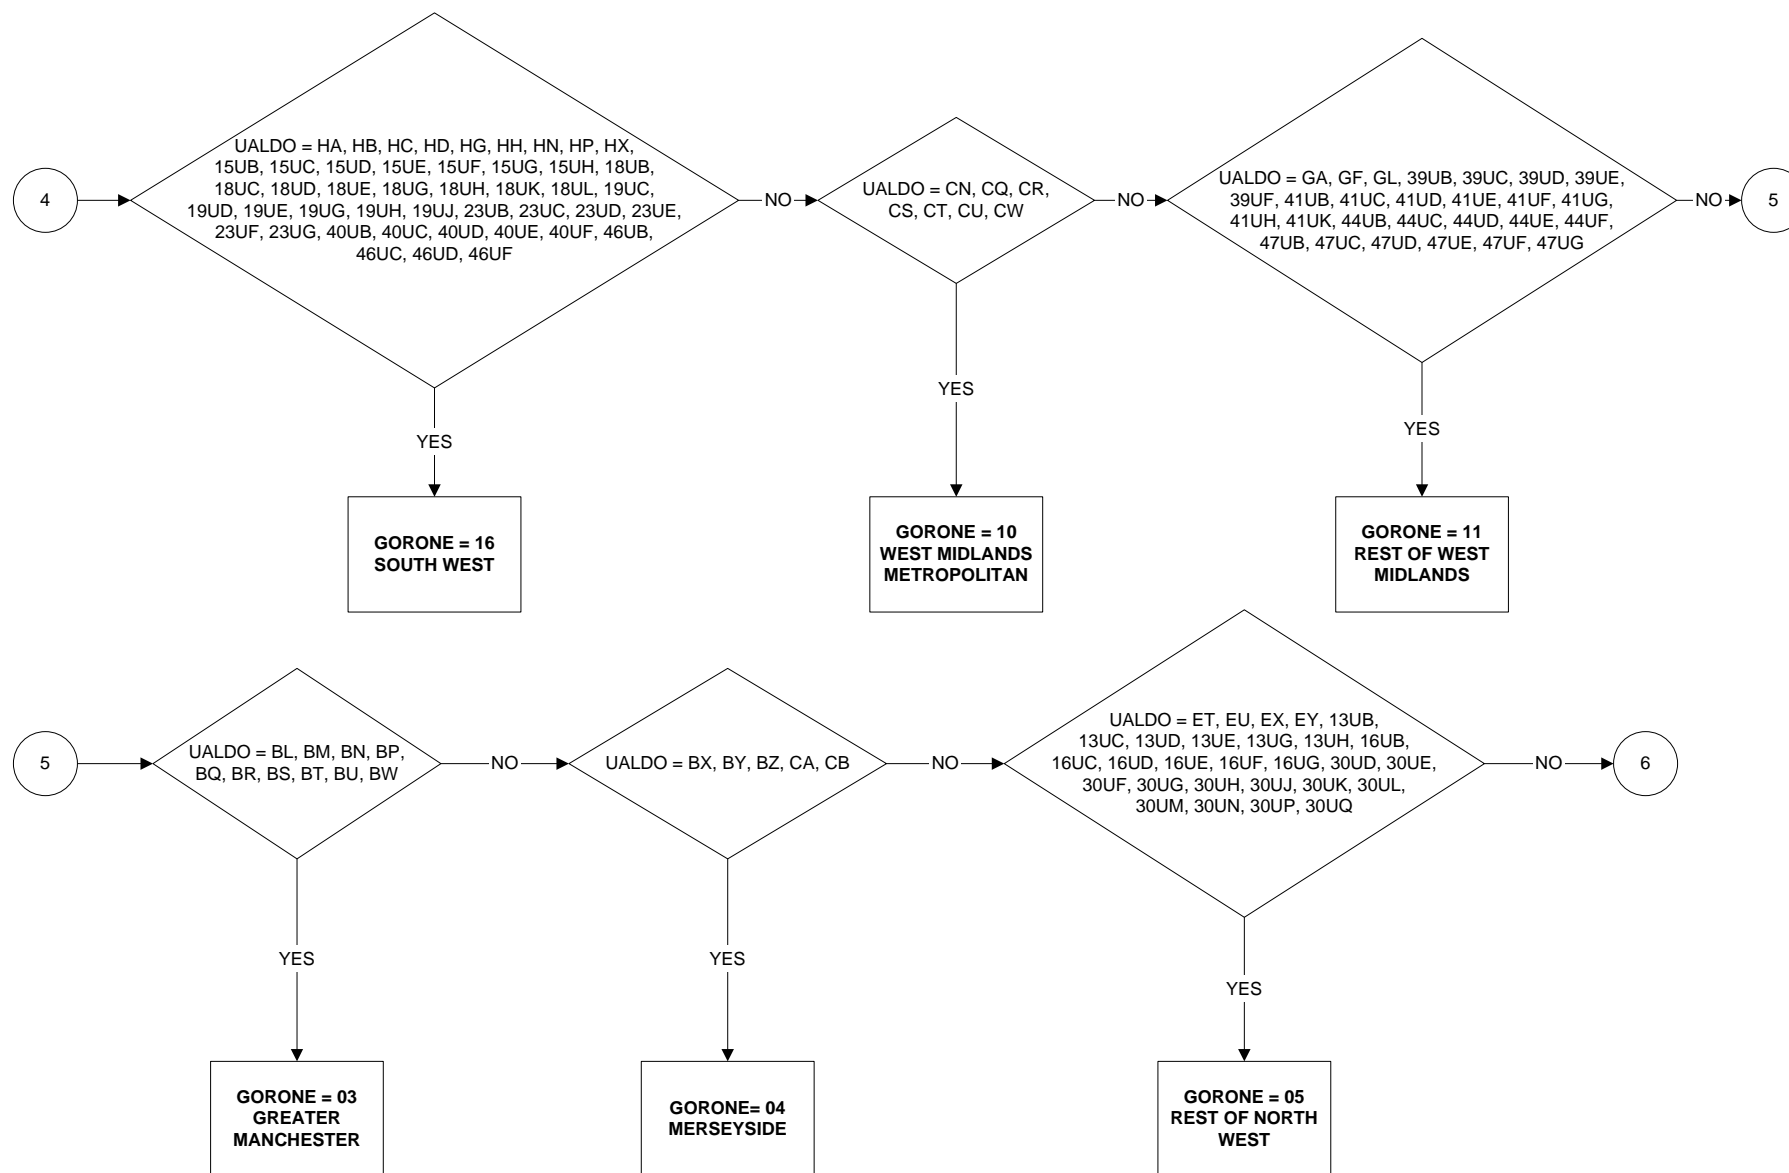 4
UALDO = HA, HB, HC, HD, HG, HH, HN, HP, HX,
15UB, 15UC, 15UD, 15UE, 15UF, 15UG, 15UH, 18UB,
18UC, 18UD, 18UE, 18UG, 18UH, 18UK, 18UL, 19UC,
19UD, 19UE, 19UG, 19UH, 19UJ, 23UB, 23UC, 23UD, 23UE,
23UF, 23UG, 40UB, 40UC, 40UD, 40UE, 40UF, 46UB,
46UC, 46UD, 46UF
NO
UALDO = CN, CQ, CR,
CS, CT, CU, CW
NO
UALDO = GA, GF, GL, 39UB, 39UC, 39UD, 39UE,
39UF, 41UB, 41UC, 41UD, 41UE, 41UF, 41UG,
41UH, 41UK, 44UB, 44UC, 44UD, 44UE, 44UF,
47UB, 47UC, 47UD, 47UE, 47UF, 47UG
NO
5
YES
YES
YES
GORONE = 16
SOUTH WEST
GORONE = 10
WEST MIDLANDS
METROPOLITAN
GORONE = 11
REST OF WEST
MIDLANDS
5
UALDO = BL, BM, BN, BP,
BQ, BR, BS, BT, BU, BW
NO
UALDO = BX, BY, BZ, CA, CB
NO
UALDO = ET, EU, EX, EY, 13UB,
13UC, 13UD, 13UE, 13UG, 13UH, 16UB,
16UC, 16UD, 16UE, 16UF, 16UG, 30UD, 30UE,
30UF, 30UG, 30UH, 30UJ, 30UK, 30UL,
30UM, 30UN, 30UP, 30UQ
NO
6
YES
YES
YES
GORONE = 03
GREATER
MANCHESTER
GORONE= 04
MERSEYSIDE
GORONE = 05
REST OF NORTH
WEST